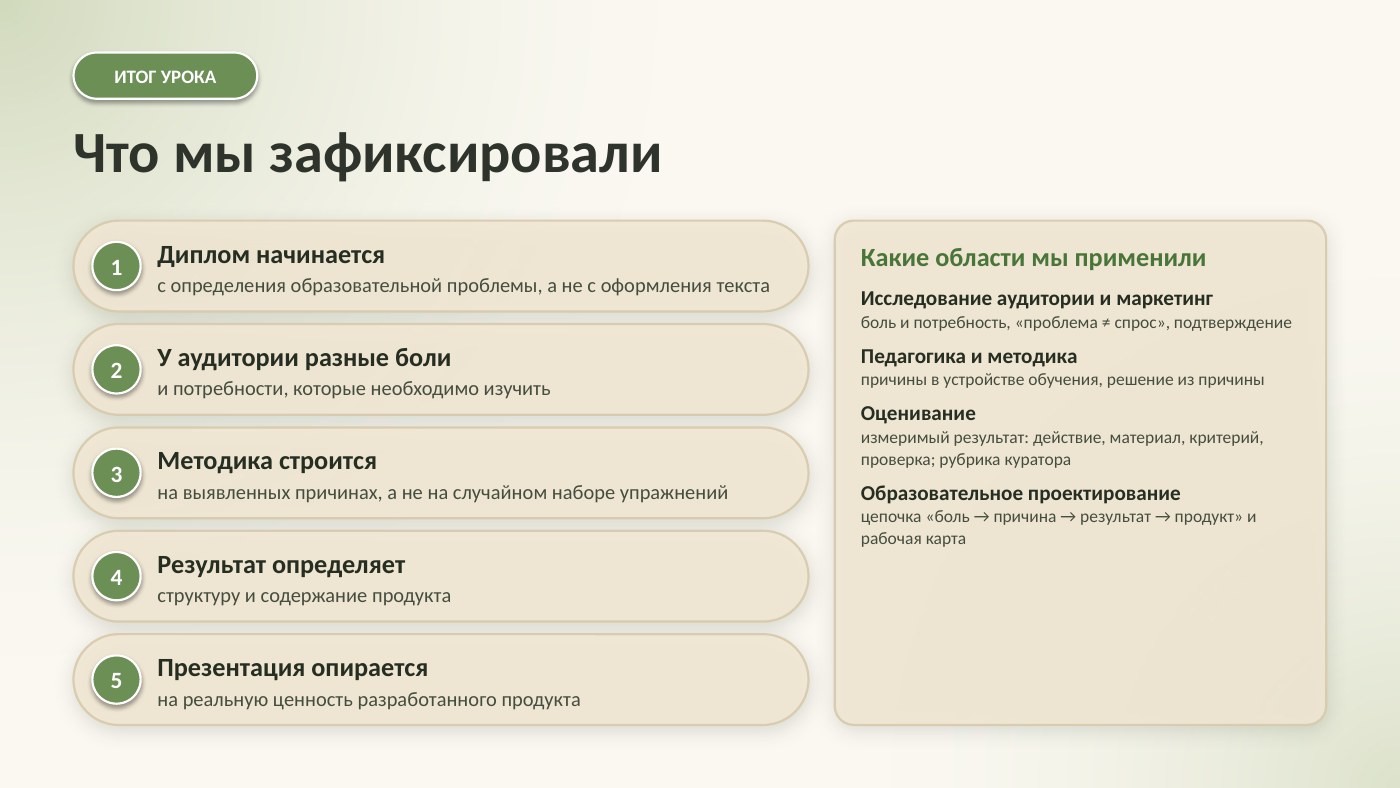 ИТОГ УРОКА
Что мы зафиксировали
1
Диплом начинается
с определения образовательной проблемы, а не с оформления текста
2
У аудитории разные боли
и потребности, которые необходимо изучить
3
Методика строится
на выявленных причинах, а не на случайном наборе упражнений
4
Результат определяет
структуру и содержание продукта
5
Презентация опирается
на реальную ценность разработанного продукта
Какие области мы применили
Исследование аудитории и маркетинг
боль и потребность, «проблема ≠ спрос», подтверждение
Педагогика и методика
причины в устройстве обучения, решение из причины
Оценивание
измеримый результат: действие, материал, критерий,
проверка; рубрика куратора
Образовательное проектирование
цепочка «боль → причина → результат → продукт» и
рабочая карта